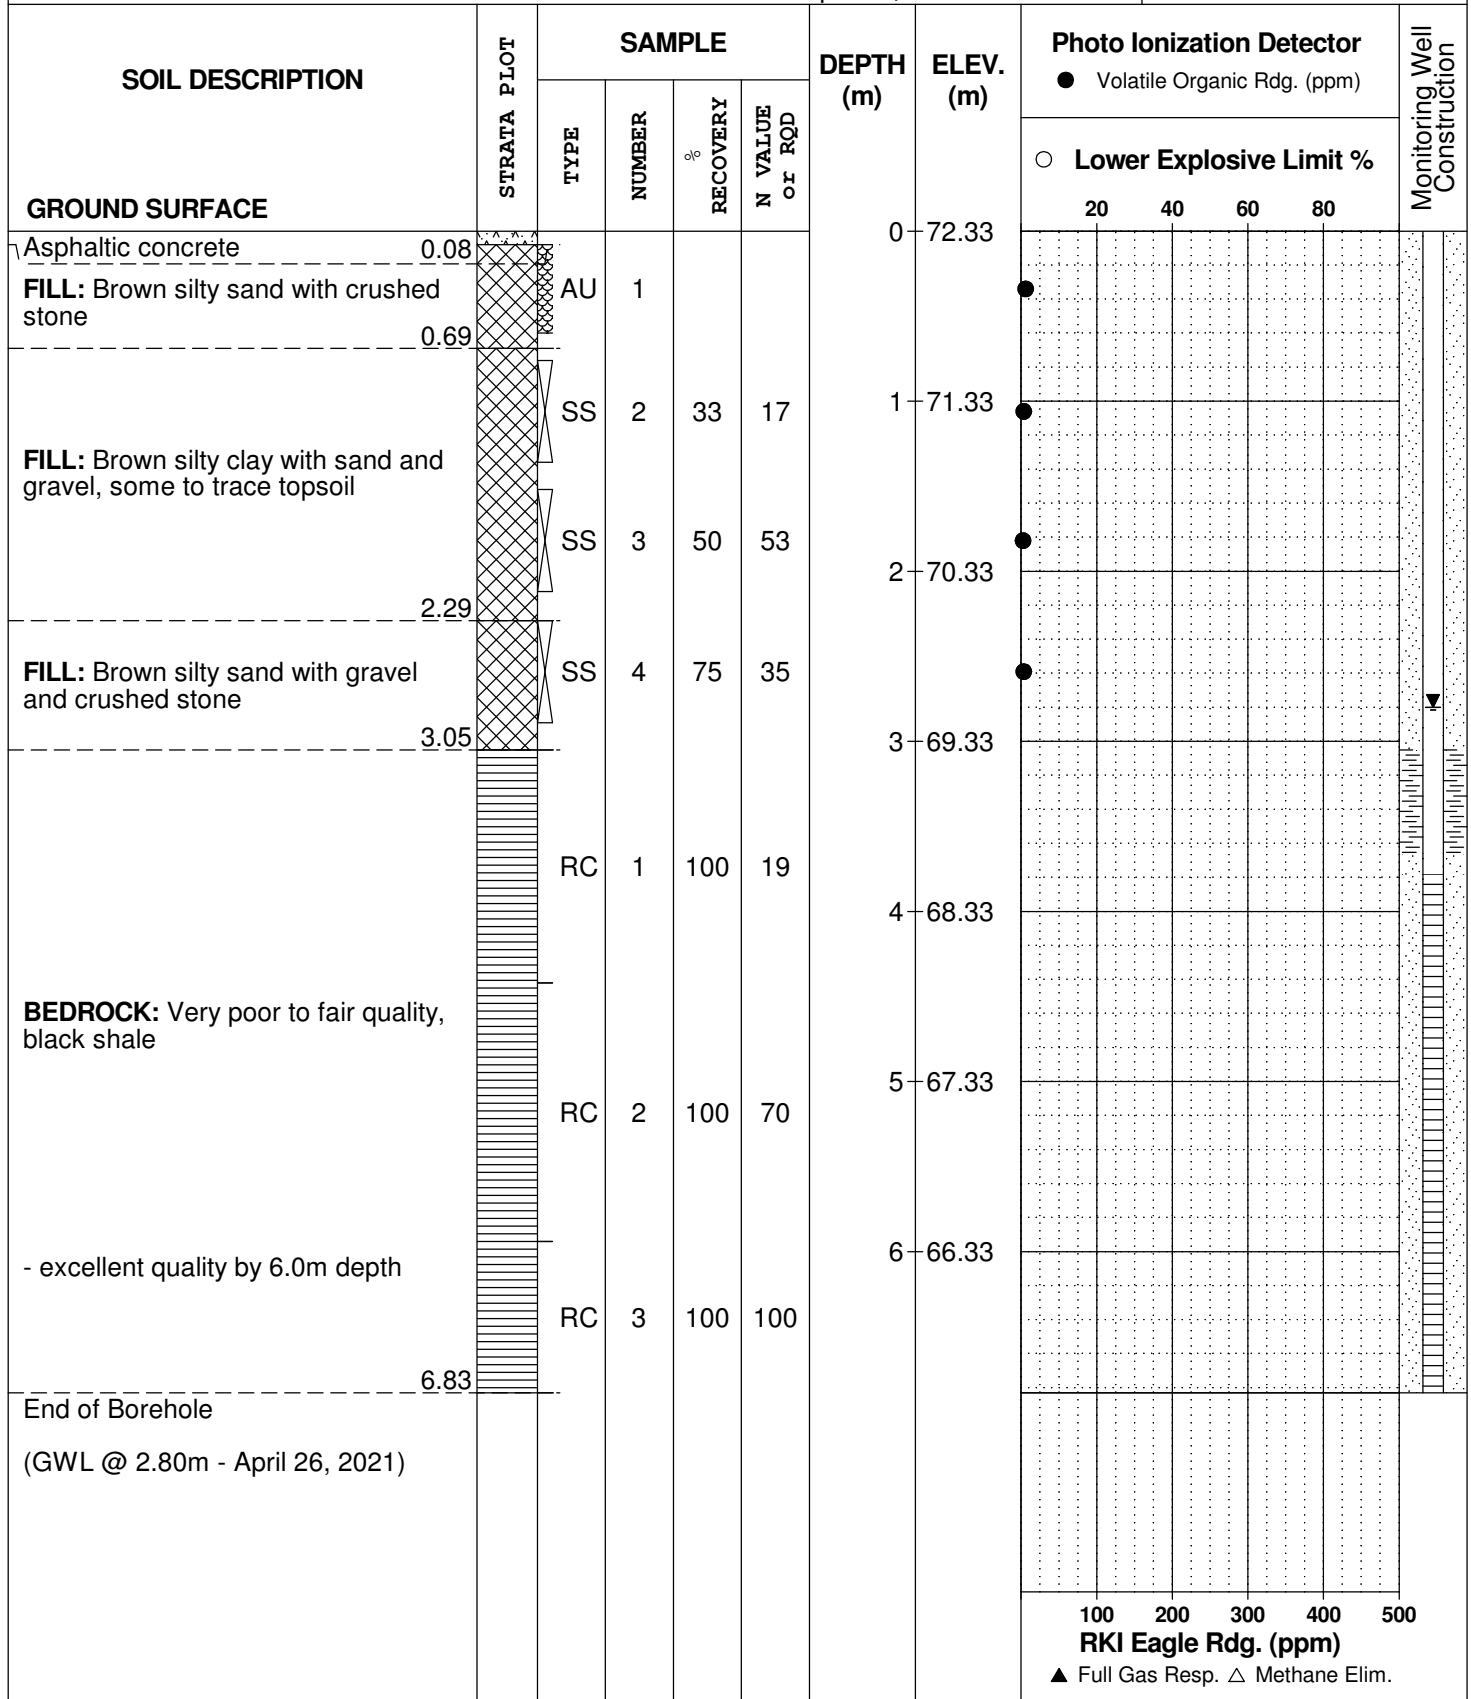 SOIL DESCRIPTION
GROUND SURFACE
STRATA PLOT
SAMPLE
TYPE
NUMBER
%
RECOVERY
N VALUE
or RQD
DEPTH
(m)
ELEV.
(m)
Photo Ionization Detector
● Volatile Organic Rdg. (ppm)
○ Lower Explosive Limit %
20 40 60 80
Monitoring Well
Construction
0 72.33
Asphaltic concrete 0.08
FILL: Brown silty sand with crushed
stone
0.69
AU 1
FILL: Brown silty clay with sand and
gravel, some to trace topsoil
2.29
SS 2 33 17
1 71.33
SS 3 50 53
2 70.33
FILL: Brown silty sand with gravel
and crushed stone
3.05
SS 4 75 35
3 69.33
RC 1 100 19
4 68.33
BEDROCK: Very poor to fair quality,
black shale
5 67.33
RC 2 100 70
- excellent quality by 6.0m depth
6 66.33
RC 3 100 100
6.83
End of Borehole
(GWL @ 2.80m - April 26, 2021)
100 200 300 400 500
RKI Eagle Rdg. (ppm)
▲ Full Gas Resp. △ Methane Elim.